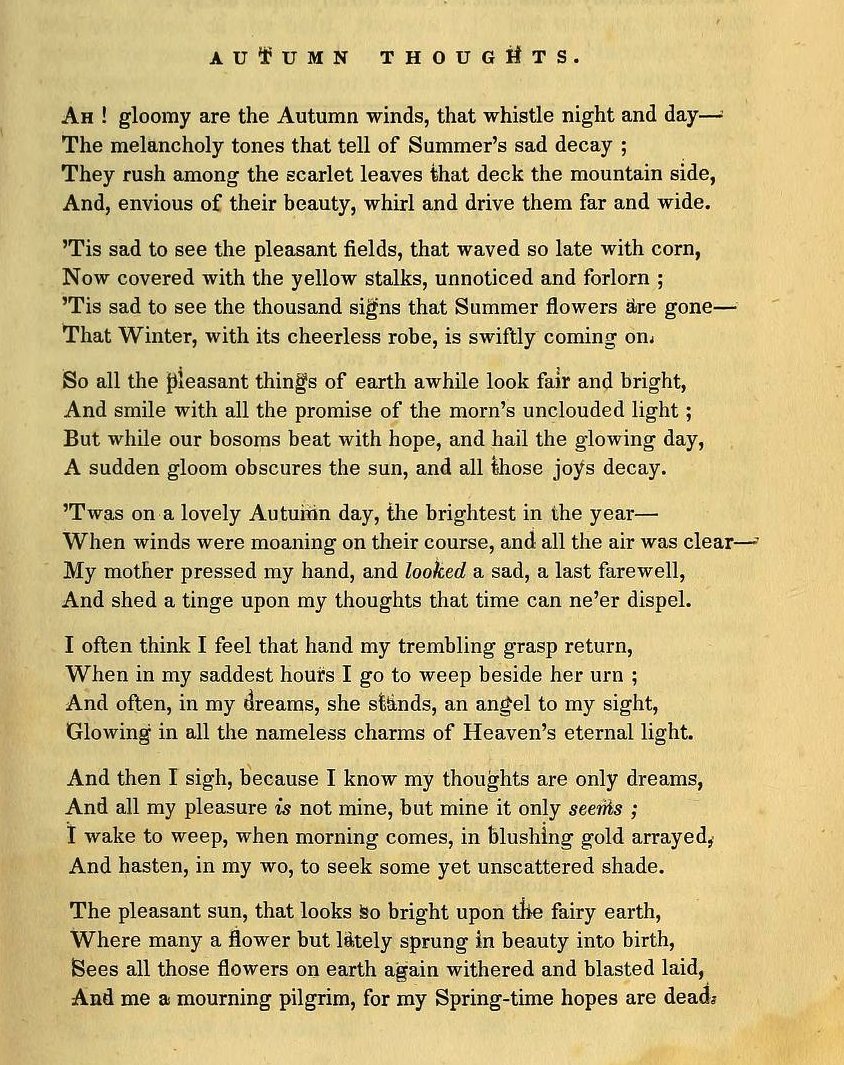 AUTUMN THOUGHTS.
AH ! gloomy are the Autumn winds, that whistle night and day—
The melancholy tones that tell of Summer's sad decay ;
They rush among the scarlet leaves that deck the mountain side,
And, envious of their beauty, whirl and drive them far and wide.
'Tis sad to see the pleasant fields, that waved so late with corn,
Now covered with the yellow stalks, unnoticed and forlorn ;
'Tis sad to see the thousand signs that Summer flowers are gone—
That Winter, with its cheerless robe, is swiftly coming on.
So all the pleasant things of earth awhile look fair and bright,
And smile with all the promise of the morn's unclouded light ;
But while our bosoms beat with hope, and hail the glowing day,
A sudden gloom obscures the sun, and all those joys decay.
'Twas on a lovely Autumn day, the brightest in the year—
When winds were moaning on their course, and all the air was clear—
My mother pressed my hand, and looked a sad, a last farewell,
And shed a tinge upon my thoughts that time can ne'er dispel.
I often think I feel that hand my trembling grasp return,
When in my saddest hours I go to weep beside her urn ;
And often, in my dreams, she stands, an angel to my sight,
Glowing in all the nameless charms of Heaven's eternal light.
And then I sigh, because I know my thoughts are only dreams,
And all my pleasure is not mine, but mine it only seems ;
I wake to weep, when morning comes, in blushing gold arrayed,
And hasten, in my wo, to seek some yet unscattered shade.
The pleasant sun, that looks so bright upon the fairy earth,
Where many a flower but lately sprung in beauty into birth,
Sees all those flowers on earth again withered and blasted laid,
And me a mourning pilgrim, for my Spring-time hopes are dead.